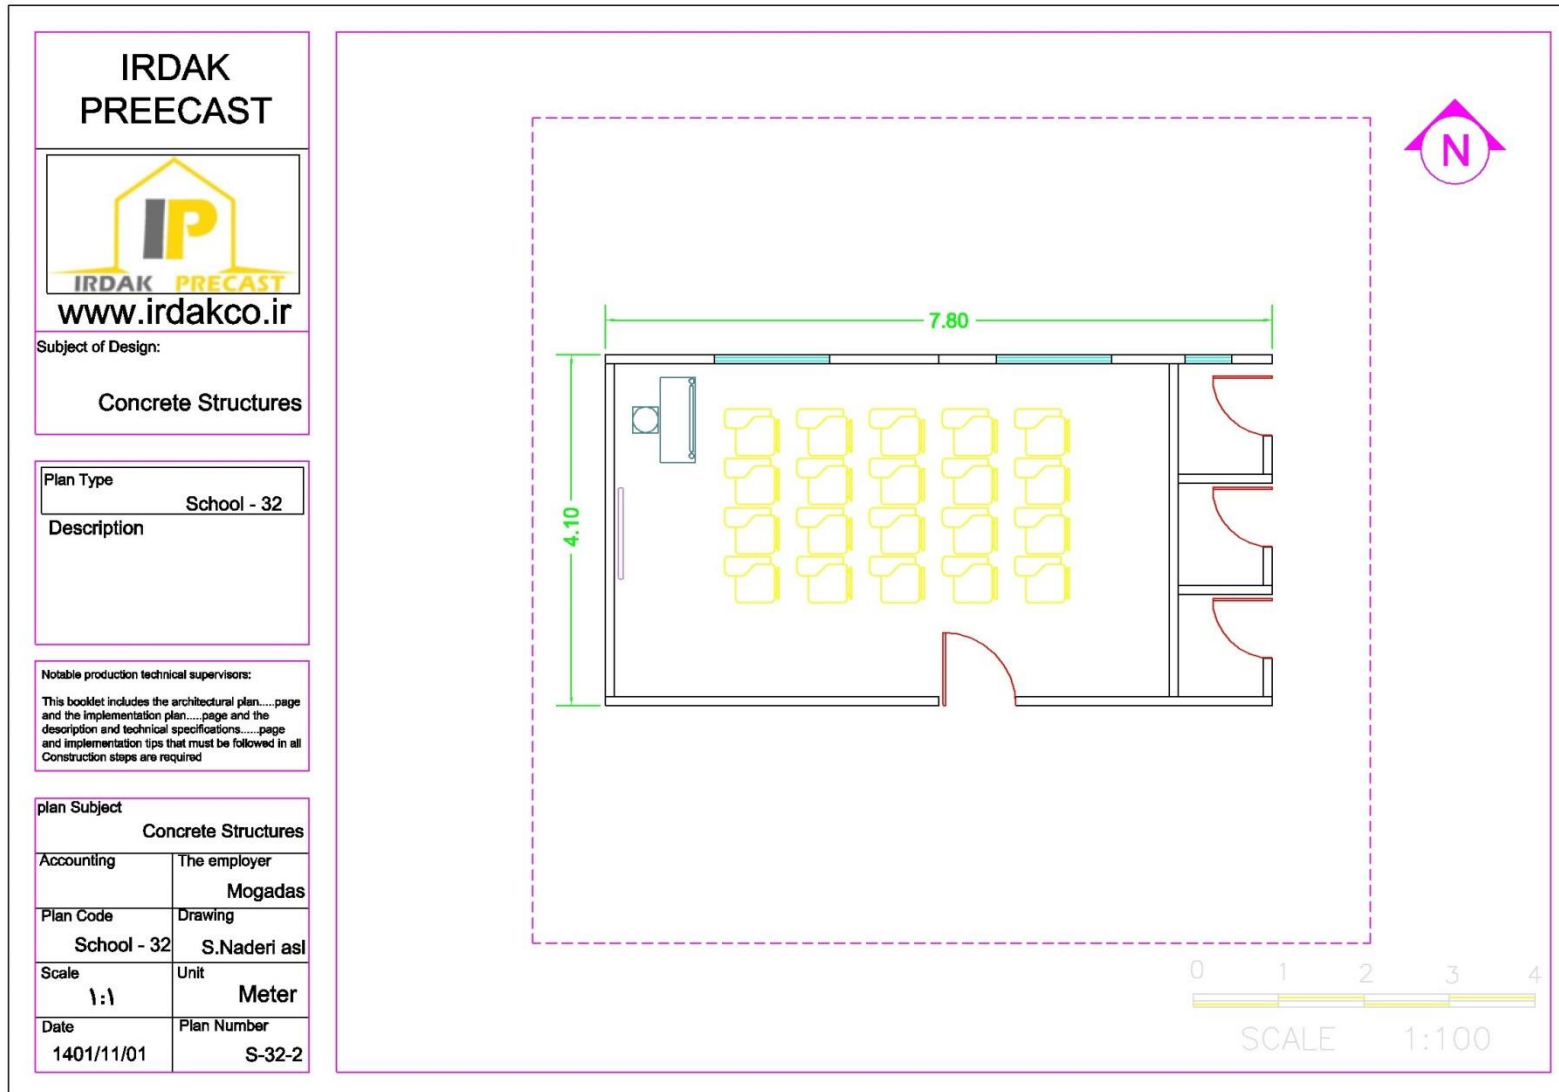 IRDAK
PREECAST
IP
IRDAK PRECAST
www.irdakco.ir
Subject of Design:
Concrete Structures
Plan Type
School - 32
Description
Notable production technical supervisors:
This booklet includes the architectural plan.....page
and the implementation plan.....page and the
description and technical specifications.....page
and implementation tips that must be followed in all
Construction steps are required
plan Subject
Concrete Structures
Accounting
The employer
Mogadas
Plan Code
School - 32
Drawing
S.Naderi asl
Scale
۱:۱
Unit
Meter
Date
1401/11/01
Plan Number
S-32-2
N
7.80
4.10
0 1 2 3 4
SCALE 1:100